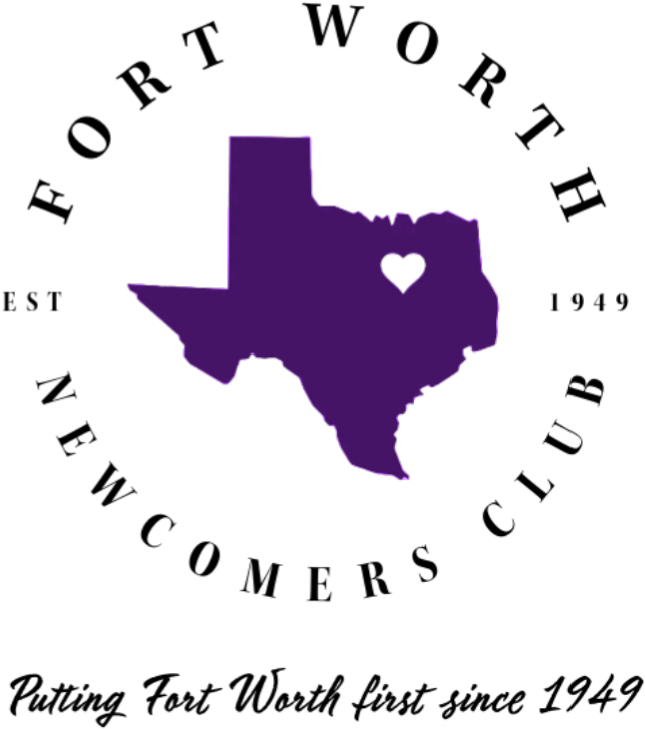 FORT WORTH
EST 1949
NEWCOMERS CLUB
Putting Fort Worth first since 1949